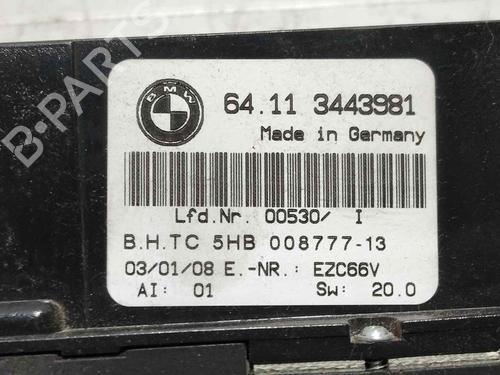 BMW
64.11 3443981
Made in Germany
Lfd.Nr. 00530/ I
B.H.TC 5HB 008777-13
03/01/08 E.-NR.: EZC66V
AI: 01 Sw: 20.0
B-PARTS